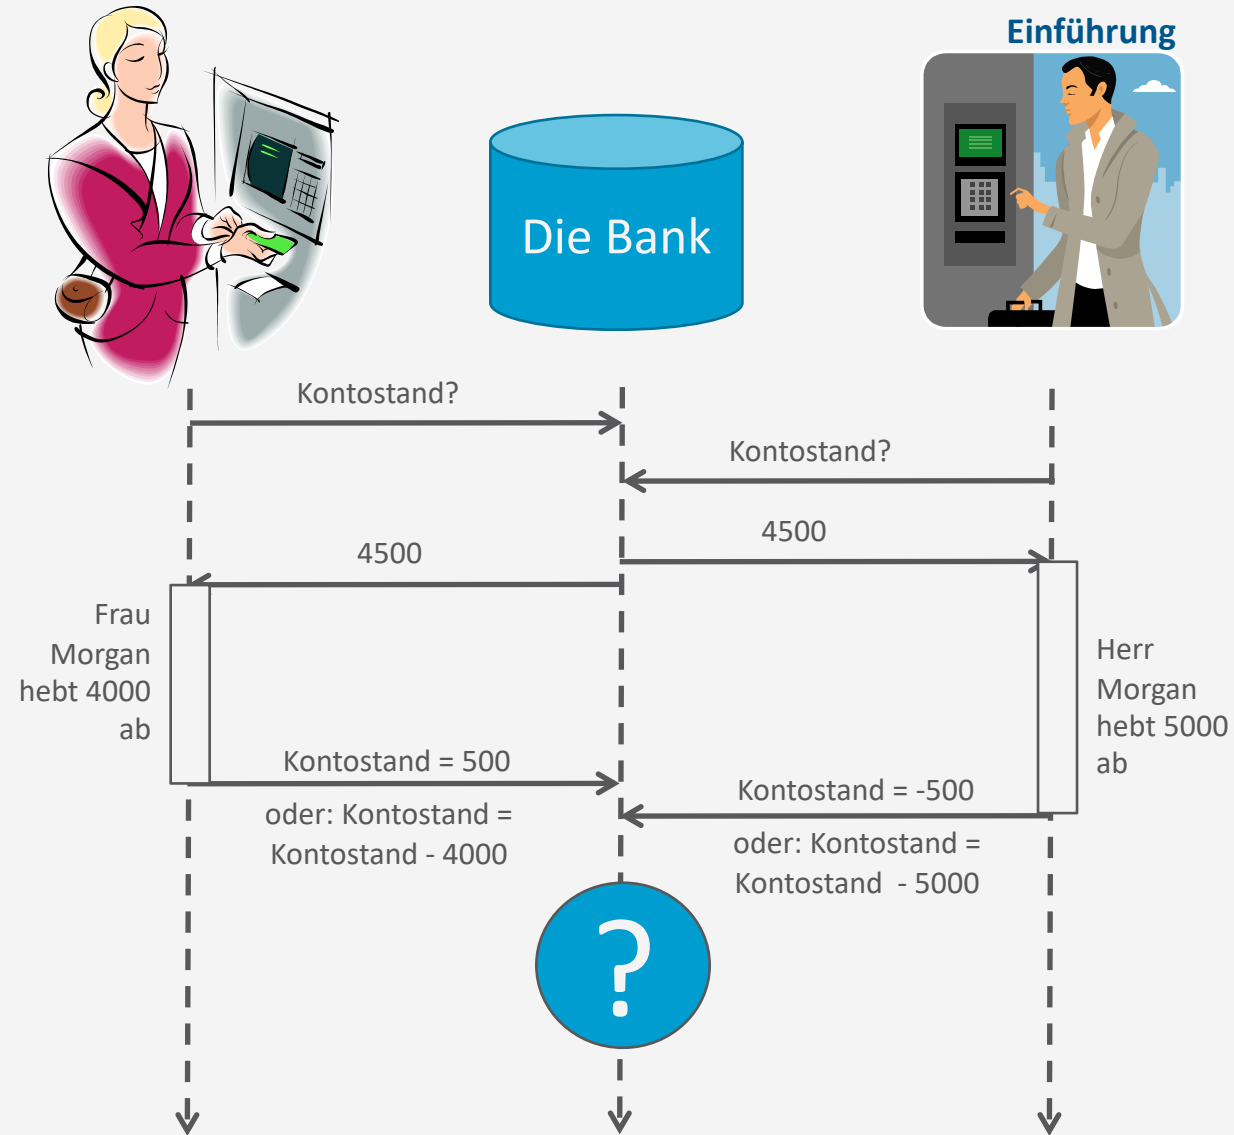 Einführung
Die Bank
Kontostand?
Kontostand?
4500
4500
Frau
Morgan
hebt 4000
ab
Herr
Morgan
hebt 5000
ab
Kontostand = 500
oder: Kontostand =
Kontostand - 4000
Kontostand = -500
oder: Kontostand =
Kontostand - 5000
?